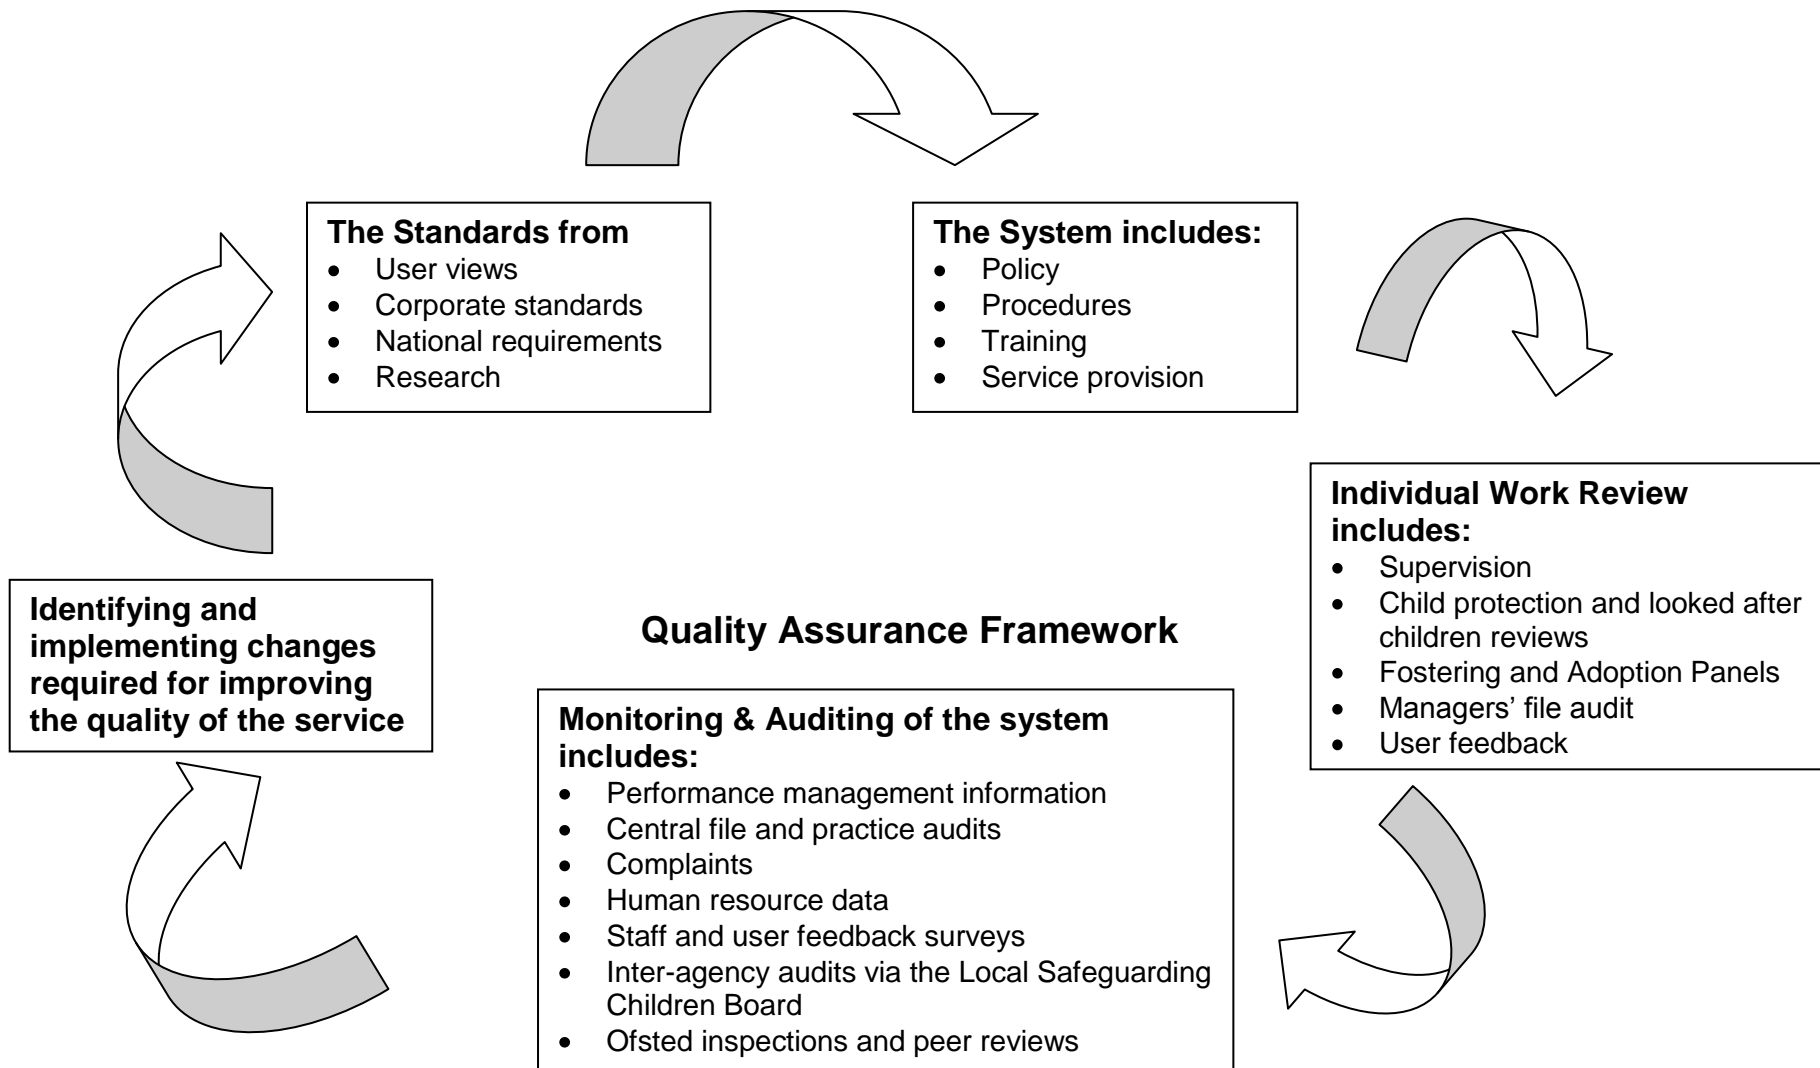 The Standards from
• User views
• Corporate standards
• National requirements
• Research
The System includes:
• Policy
• Procedures
• Training
• Service provision
Individual Work Review
includes:
• Supervision
• Child protection and looked after
children reviews
• Fostering and Adoption Panels
• Managers’ file audit
• User feedback
Identifying and
implementing changes
required for improving
the quality of the service
Quality Assurance Framework
Monitoring & Auditing of the system
includes:
• Performance management information
• Central file and practice audits
• Complaints
• Human resource data
• Staff and user feedback surveys
• Inter-agency audits via the Local Safeguarding
Children Board
• Ofsted inspections and peer reviews